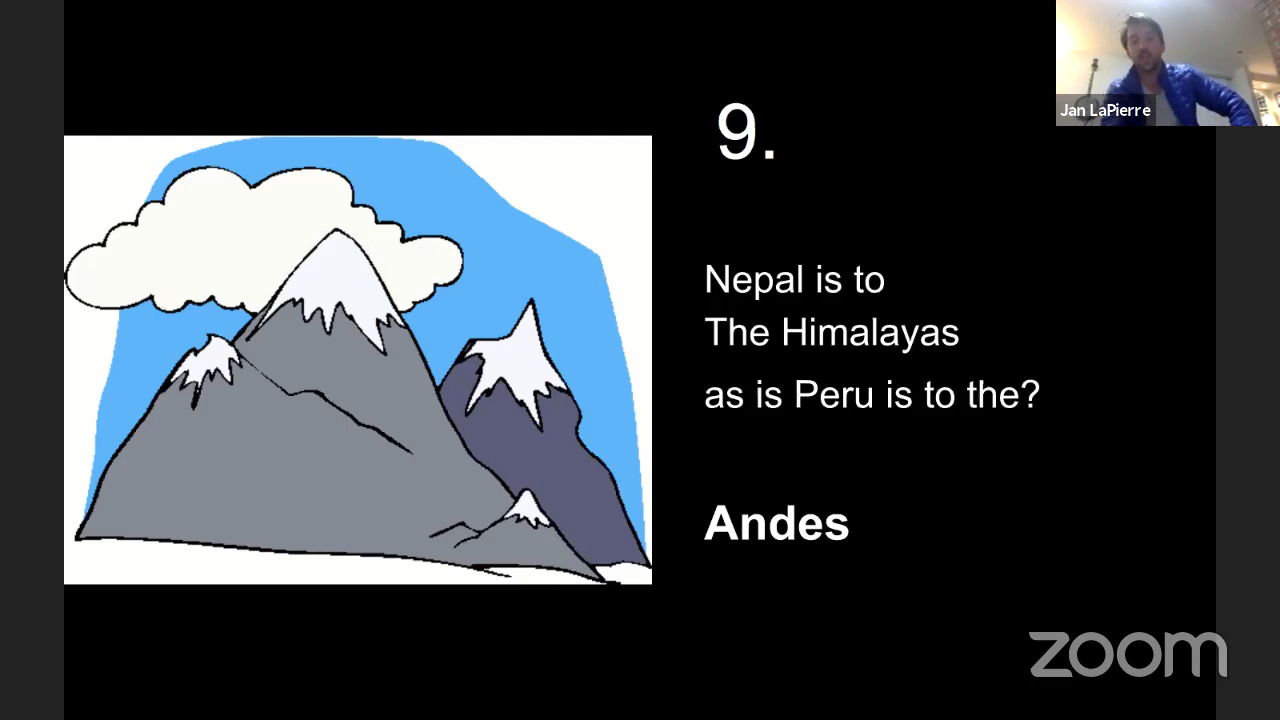 Jan LaPierre
9.
Nepal is to
The Himalayas
as is Peru is to the?
Andes
zoom